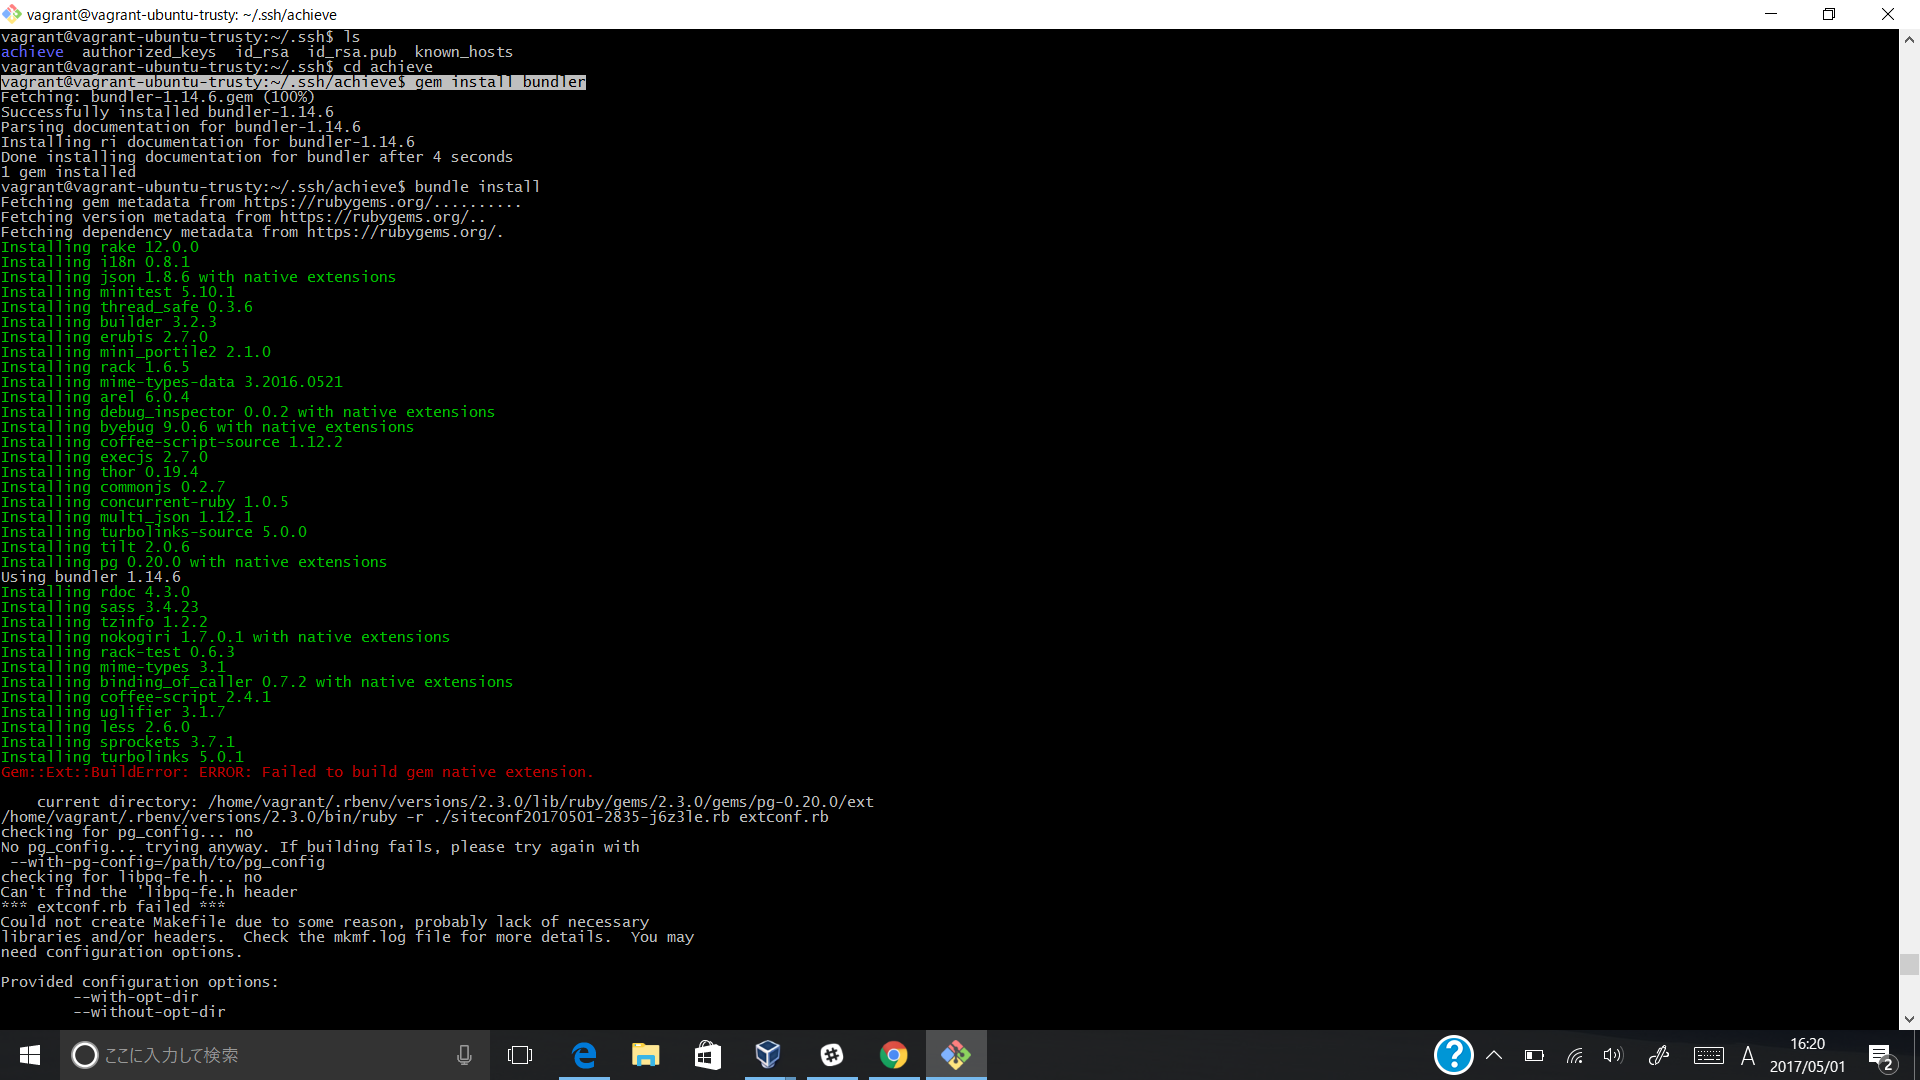 vagrant@vagrant-ubuntu-trusty: ~/.ssh/achieve
vagrant@vagrant-ubuntu-trusty:~/.ssh$ ls
achieve  authorized_keys  id_rsa  id_rsa.pub  known_hosts
vagrant@vagrant-ubuntu-trusty:~/.ssh$ cd achieve
vagrant@vagrant-ubuntu-trusty:~/.ssh/achieve$ gem install bundler
Fetching: bundler-1.14.6.gem (100%)
Successfully installed bundler-1.14.6
Parsing documentation for bundler-1.14.6
Installing ri documentation for bundler-1.14.6
Done installing documentation for bundler after 4 seconds
1 gem installed
vagrant@vagrant-ubuntu-trusty:~/.ssh/achieve$ bundle install
Fetching gem metadata from https://rubygems.org/..........
Fetching version metadata from https://rubygems.org/..
Fetching dependency metadata from https://rubygems.org/.
Installing rake 12.0.0
Installing i18n 0.8.1
Installing json 1.8.6 with native extensions
Installing minitest 5.10.1
Installing thread_safe 0.3.6
Installing builder 3.2.3
Installing erubis 2.7.0
Installing mini_portile2 2.1.0
Installing rack 1.6.5
Installing mime-types-data 3.2016.0521
Installing arel 6.0.4
Installing debug_inspector 0.0.2 with native extensions
Installing byebug 9.0.6 with native extensions
Installing coffee-script-source 1.12.2
Installing execjs 2.7.0
Installing thor 0.19.4
Installing commonjs 0.2.7
Installing concurrent-ruby 1.0.5
Installing multi_json 1.12.1
Installing turbolinks-source 5.0.0
Installing tilt 2.0.6
Installing pg 0.20.0 with native extensions
Using bundler 1.14.6
Installing rdoc 4.3.0
Installing sass 3.4.23
Installing tzinfo 1.2.2
Installing nokogiri 1.7.0.1 with native extensions
Installing rack-test 0.6.3
Installing mime-types 3.1
Installing binding_of_caller 0.7.2 with native extensions
Installing coffee-script 2.4.1
Installing uglifier 3.1.7
Installing less 2.6.0
Installing sprockets 3.7.1
Installing turbolinks 5.0.1
Gem::Ext::BuildError: ERROR: Failed to build gem native extension.
current directory: /home/vagrant/.rbenv/versions/2.3.0/lib/ruby/gems/2.3.0/gems/pg-0.20.0/ext
/home/vagrant/.rbenv/versions/2.3.0/bin/ruby -r ./siteconf20170501-2835-j6z3le.rb extconf.rb
checking for pg_config... no
No pg_config... trying anyway. If building fails, please try again with
--with-pg-config=/path/to/pg_config
checking for libpq-fe.h... no
Can't find the 'libpq-fe.h header
*** extconf.rb failed ***
Could not create Makefile due to some reason, probably lack of necessary
libraries and/or headers.  Check the mkmf.log file for more details.  You may
need configuration options.
Provided configuration options:
--with-opt-dir
--without-opt-dir
ここに入力して検索
A
16:20
2017/05/01
2